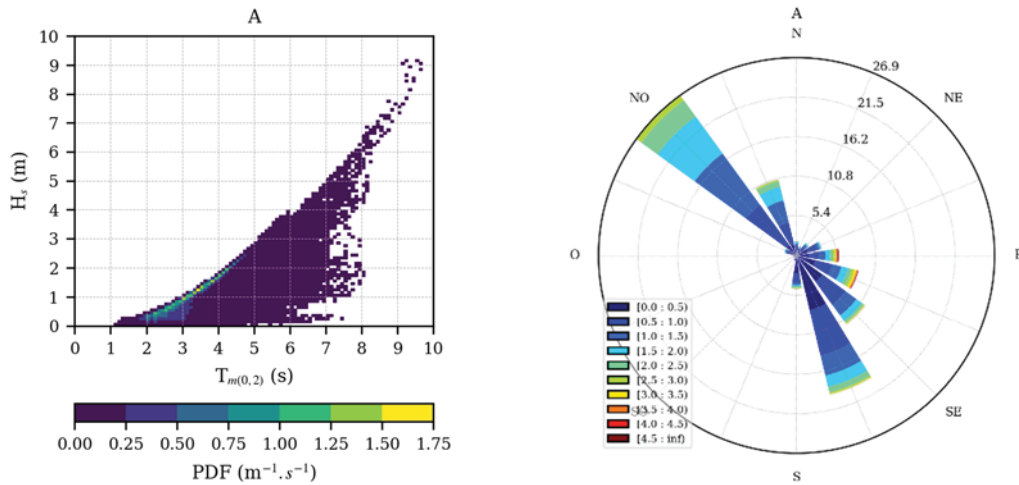 A
10
9
8
7
6
5
4
3
2
1
0
H_s (m)
0 1 2 3 4 5 6 7 8 9 10
T_m(0,2) (s)
0.00 0.25 0.50 0.75 1.00 1.25 1.50 1.75
PDF (m⁻¹.s⁻¹)
A
N
26.9
NO
NE
21.5
16.2
10.8
5.4
O
[0.0 : 0.5)
[0.5 : 1.0)
[1.0 : 1.5)
[1.5 : 2.0)
[2.0 : 2.5)
[2.5 : 3.0)
[3.0 : 3.5)
[3.5 : 4.0)
[4.0 : 4.5)
[4.5 : inf)
SE
S